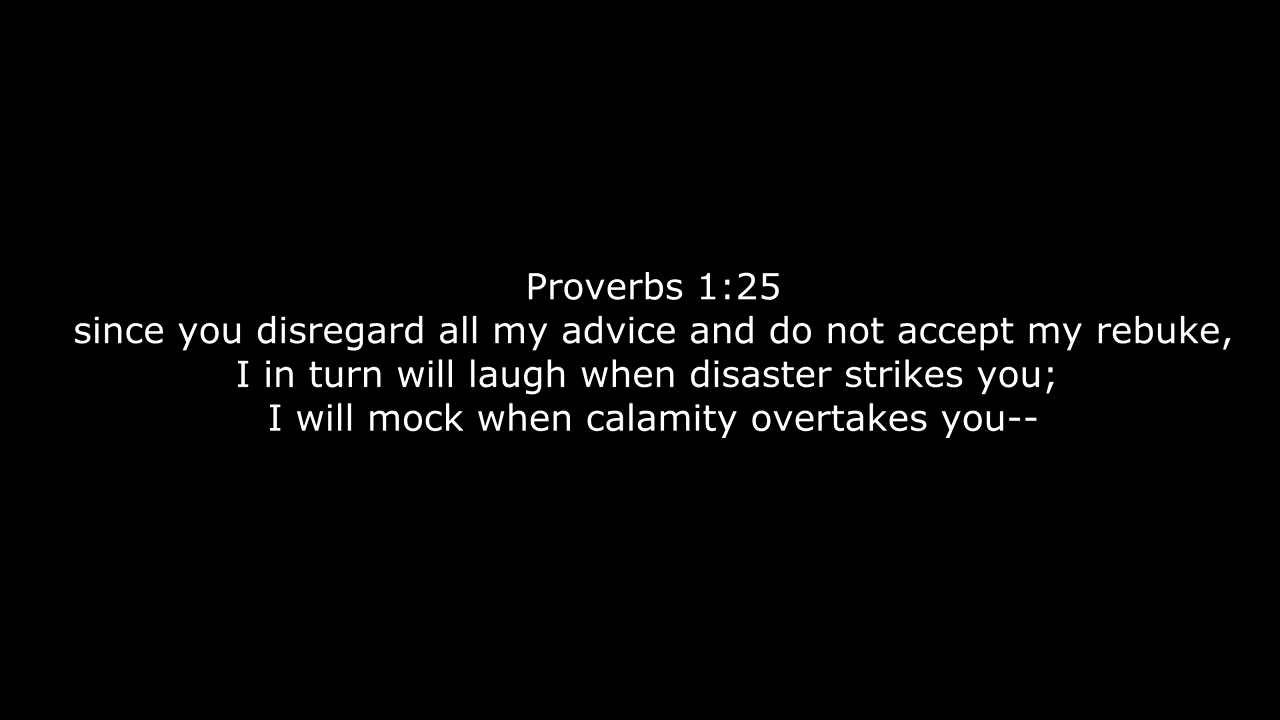 Proverbs 1:25
since you disregard all my advice and do not accept my rebuke,
I in turn will laugh when disaster strikes you;
I will mock when calamity overtakes you--